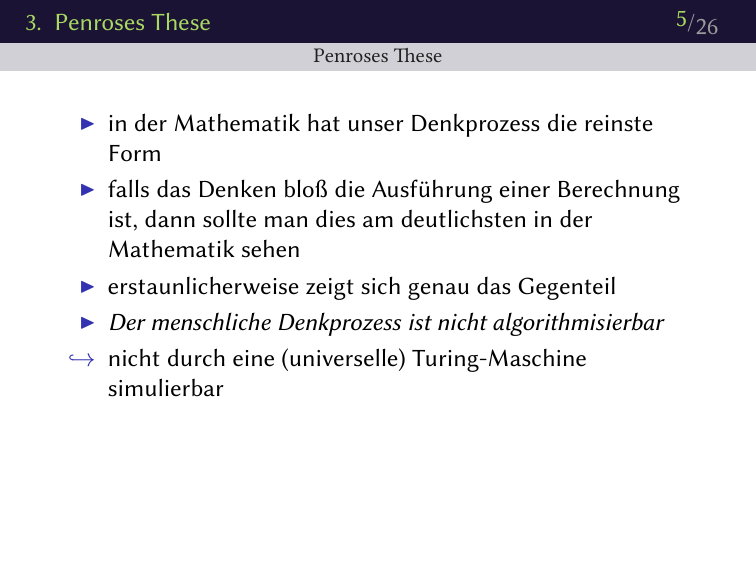 3. Penroses These
5/26
Penroses These
▶ in der Mathematik hat unser Denkprozess die reinste
Form
▶ falls das Denken bloß die Ausführung einer Berechnung
ist, dann sollte man dies am deutlichsten in der
Mathematik sehen
▶ erstaunlicherweise zeigt sich genau das Gegenteil
▶ Der menschliche Denkprozess ist nicht algorithmisierbar
↪ nicht durch eine (universelle) Turing-Maschine
simulierbar